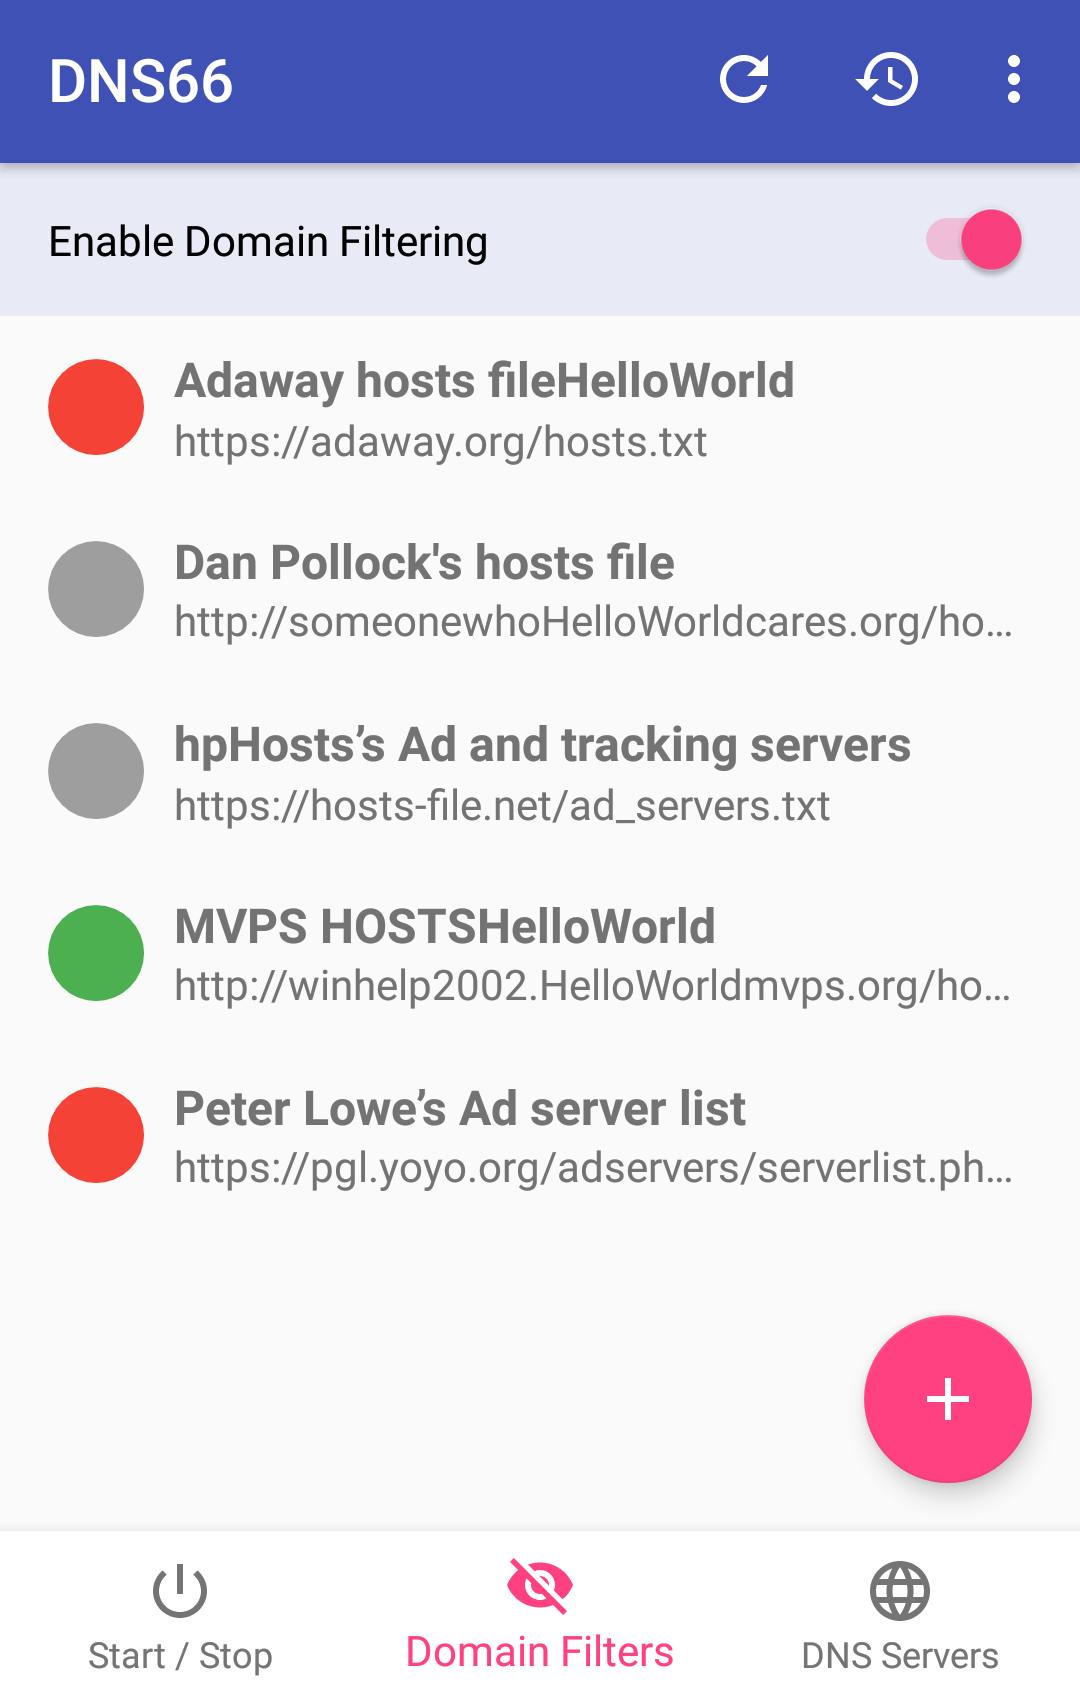 DNS66
Enable Domain Filtering
Adaway hosts fileHelloWorld
https://adaway.org/hosts.txt
Dan Pollock's hosts file
http://someonewhoHelloWorldcares.org/ho…
hpHosts’s Ad and tracking servers
https://hosts-file.net/ad_servers.txt
MVPS HOSTSHelloWorld
http://winhelp2002.HelloWorldmvps.org/ho…
Peter Lowe’s Ad server list
https://pgl.yoyo.org/adservers/serverlist.ph…
Start / Stop
Domain Filters
DNS Servers